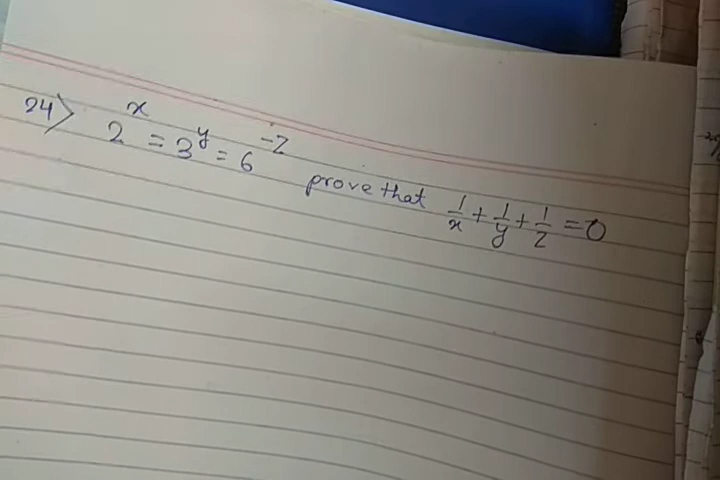 24> 2^x = 3^y = 6^-z prove that 1/x + 1/y + 1/z = 0